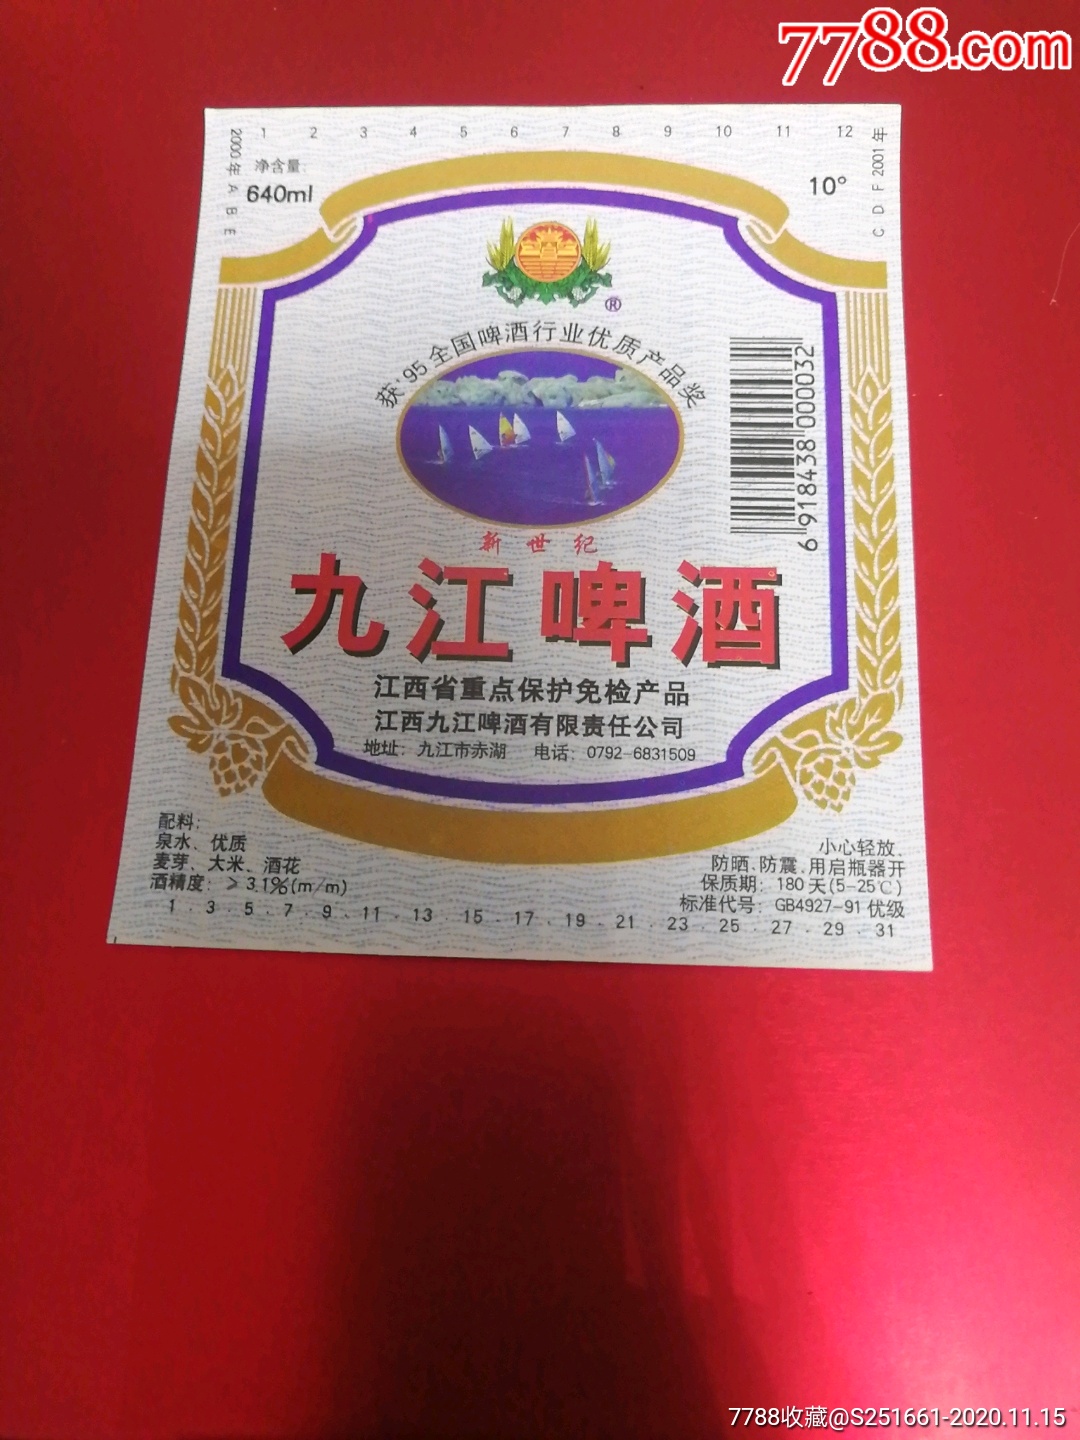 7788.com
1 2 3 4 5 6 7 8 9 10 11 12
2000年 A B E
C D F 2001年
净含量:
640ml
10°
®
获'95全国啤酒行业优质产品奖
6 918438 000032
新世纪
九江啤酒
江西省重点保护免检产品
江西九江啤酒有限责任公司
地址: 九江市赤湖 电话: 0792-6831509
配料:
泉水、优质
麦芽、大米、酒花
酒精度: ≥3.1%(m/m)
小心轻放、
防晒、防震、用启瓶器开
保质期: 180天(5-25℃)
标准代号: GB4927-91优级
1 . 3 . 5 . 7 . 9 . 11 . 13 . 15 . 17 . 19 . 21 . 23 . 25 . 27 . 29 . 31
7788收藏@S251661-2020.11.15